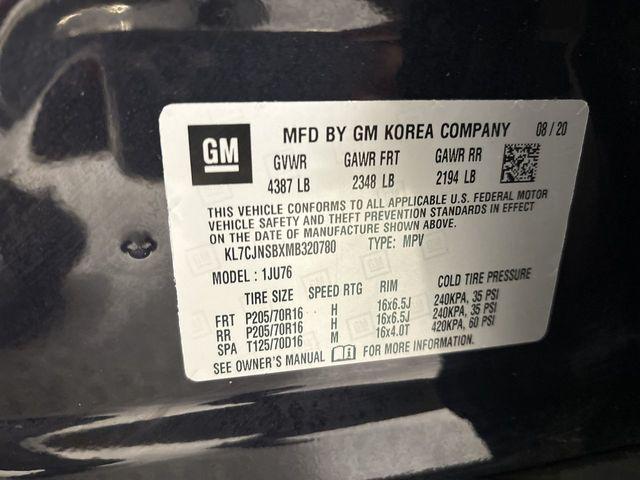 GM
MFD BY GM KOREA COMPANY 08/20
GVWR GAWR FRT GAWR RR
4387 LB 2348 LB 2194 LB
THIS VEHICLE CONFORMS TO ALL APPLICABLE U.S. FEDERAL MOTOR
VEHICLE SAFETY AND THEFT PREVENTION STANDARDS IN EFFECT
ON THE DATE OF MANUFACTURE SHOWN ABOVE.
KL7CJNSBXMB320780 TYPE: MPV
MODEL : 1JU76
TIRE SIZE SPEED RTG RIM COLD TIRE PRESSURE
FRT P205/70R16 H 16x6.5J 240KPA, 35 PSI
RR P205/70R16 H 16x6.5J 240KPA, 35 PSI
SPA T125/70D16 M 16x4.0T 420KPA, 60 PSI
SEE OWNER'S MANUAL FOR MORE INFORMATION.